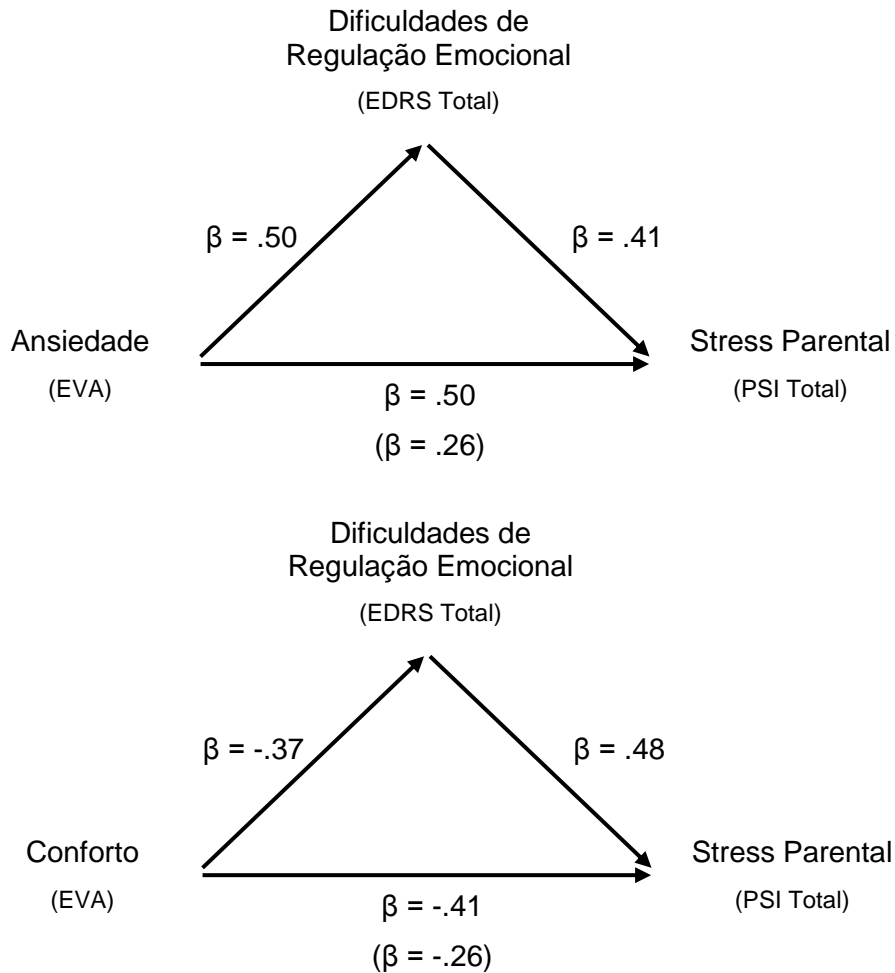 Dificuldades de
Regulação Emocional
(EDRS Total)
β = .50
β = .41
Ansiedade
(EVA)
Stress Parental
(PSI Total)
β = .50
(β = .26)
Dificuldades de
Regulação Emocional
(EDRS Total)
β = -.37
β = .48
Conforto
(EVA)
Stress Parental
(PSI Total)
β = -.41
(β = -.26)